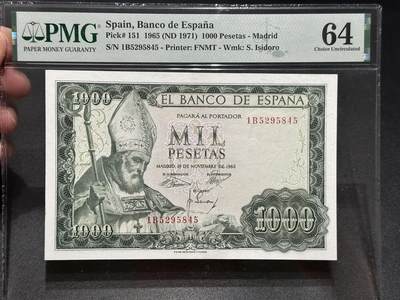 PMG
PAPER MONEY GUARANTY
Spain, Banco de España
Pick# 151 1965 (ND 1971) 1000 Pesetas - Madrid
S/N 1B5295845 - Printer: FNMT - Wmk: S. Isidoro
64
Choice Uncirculated
1000
EL BANCO DE ESPAÑA
PAGARÁ AL PORTADOR
1B5295845
MIL
PESETAS
MADRID, 19 DE NOVIEMBRE DE 1965
1B5295845
1000
1000